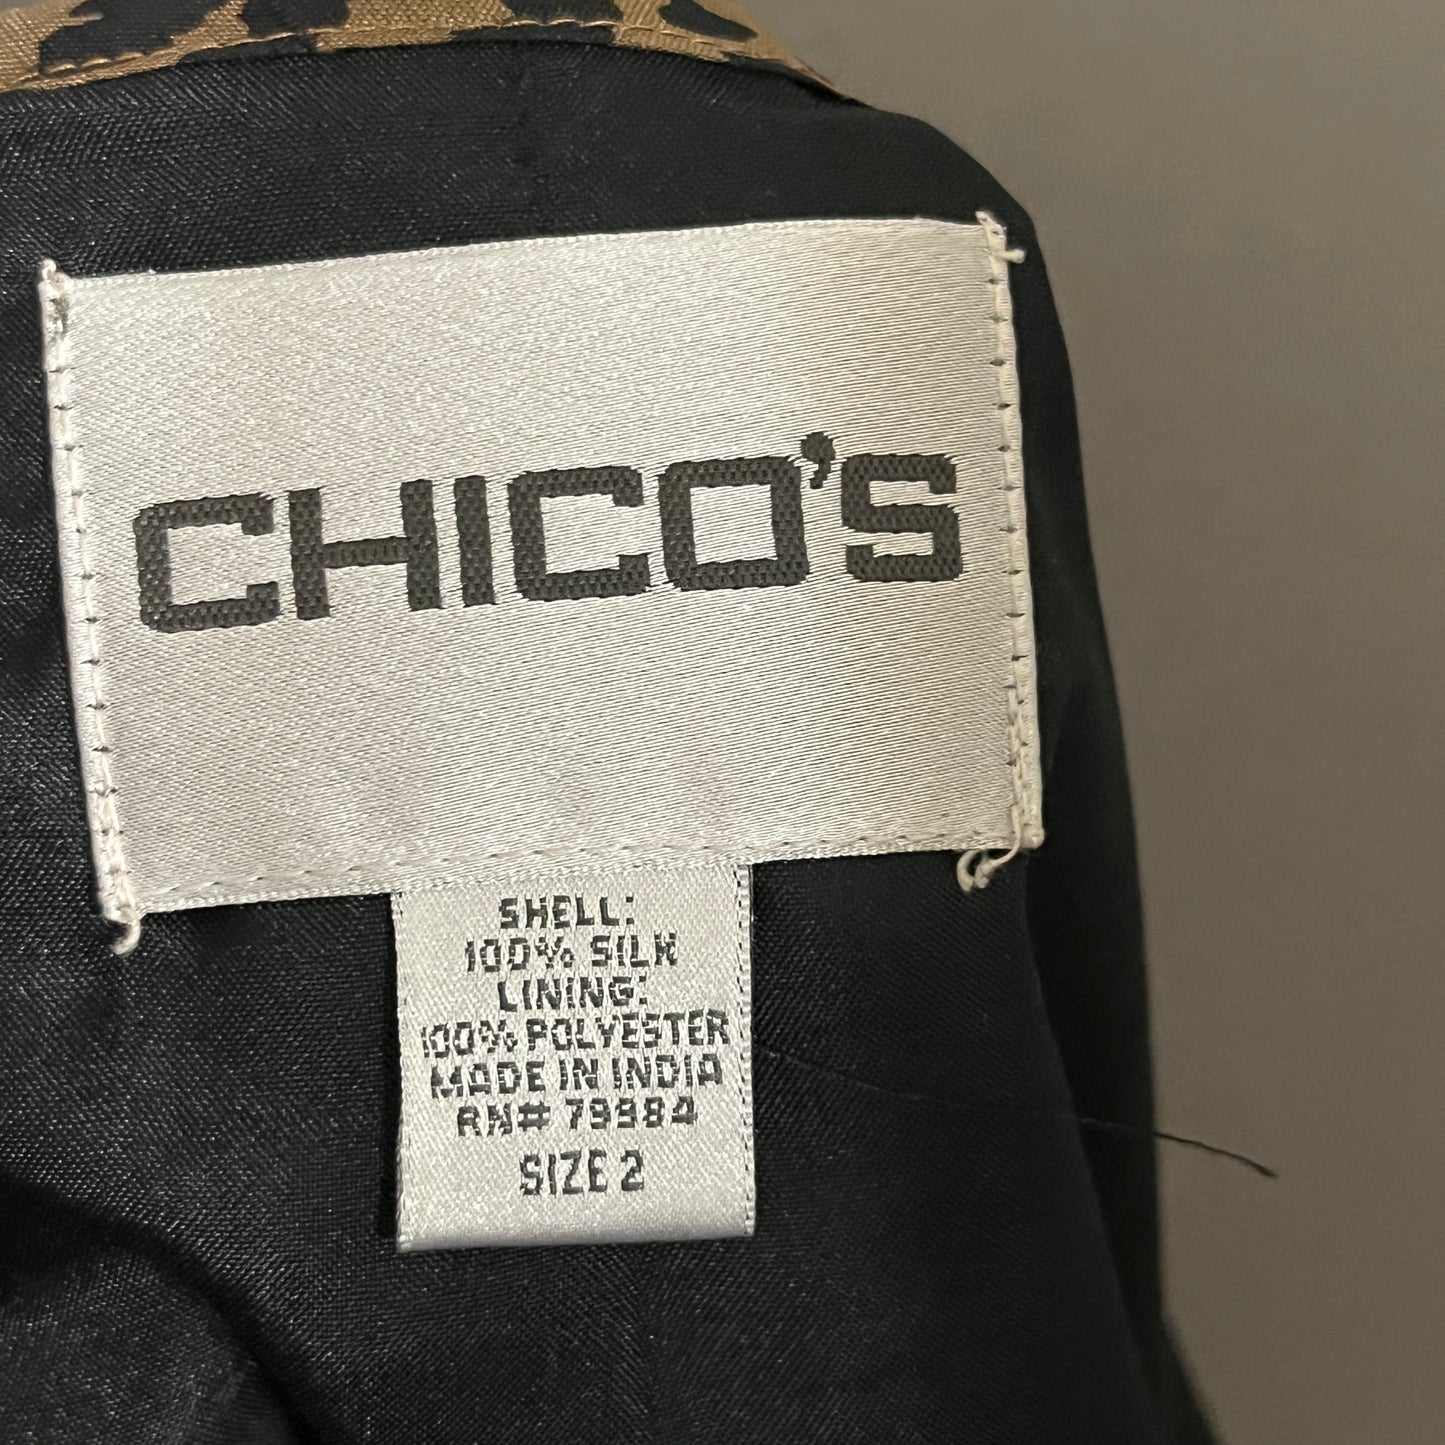 CHICO'S
SHELL:
100% SILK
LINING:
100% POLYESTER
MADE IN INDIA
RN# 79984
SIZE 2